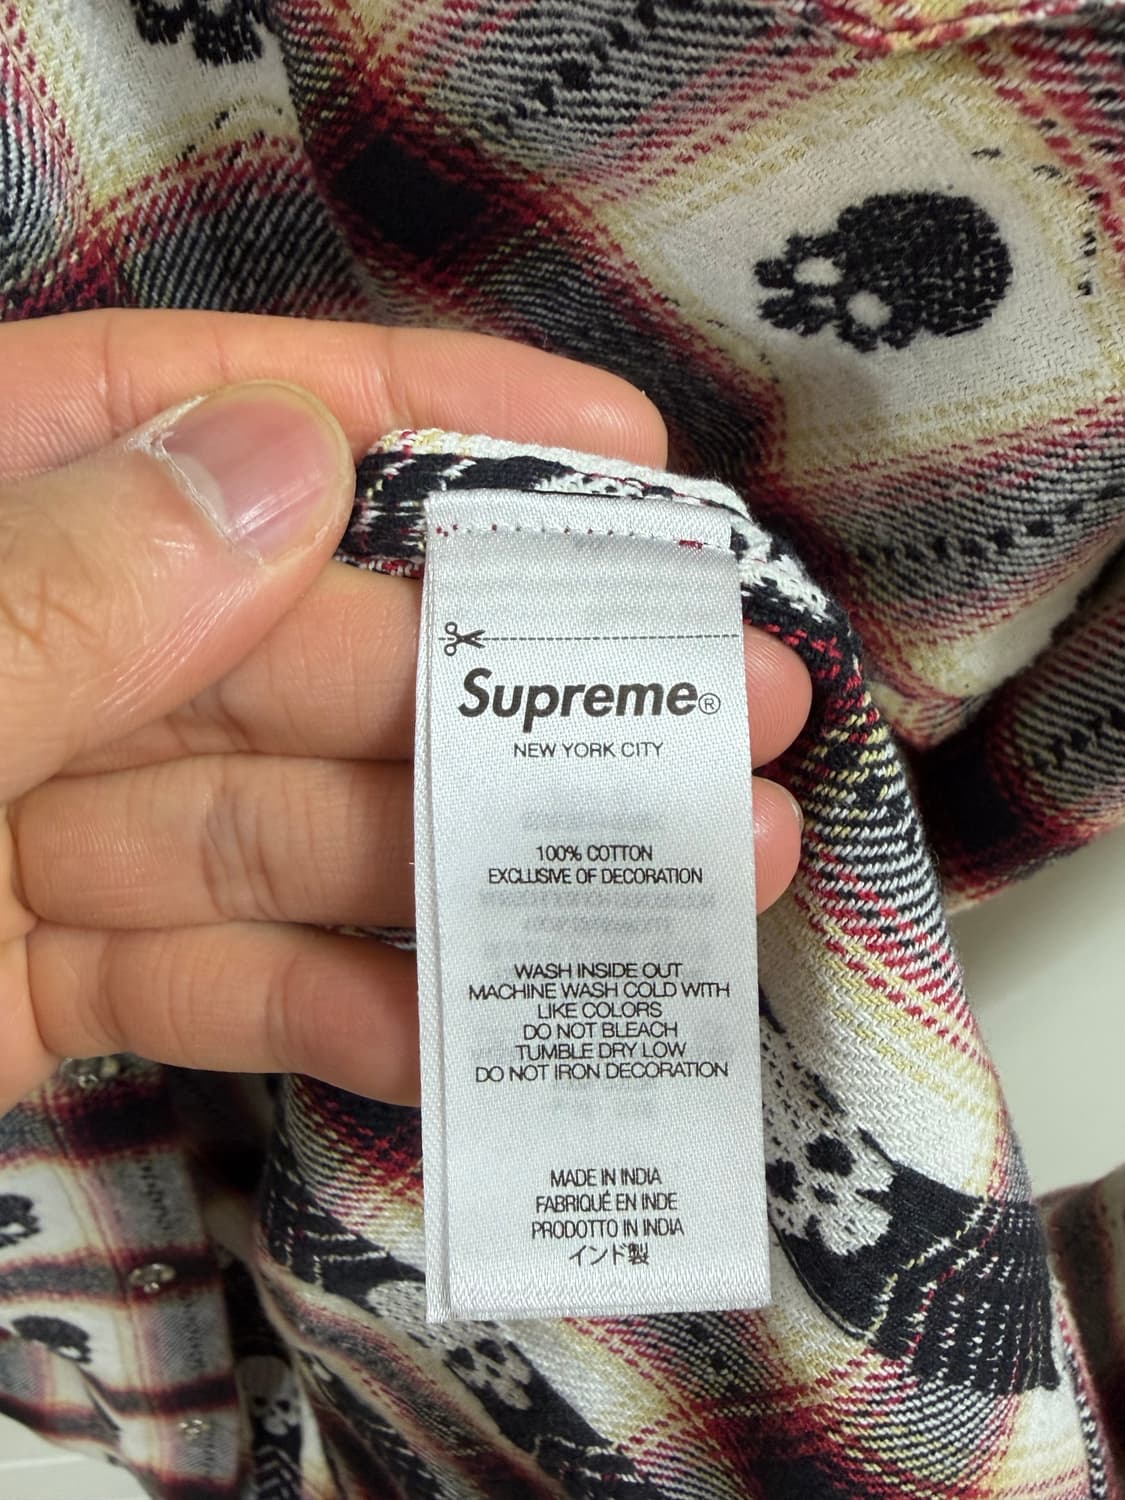 Supreme®
NEW YORK CITY
100% COTTON
EXCLUSIVE OF DECORATION
WASH INSIDE OUT
MACHINE WASH COLD WITH
LIKE COLORS
DO NOT BLEACH
TUMBLE DRY LOW
DO NOT IRON DECORATION
MADE IN INDIA
FABRIQUÉ EN INDE
PRODOTTO IN INDIA
インド製